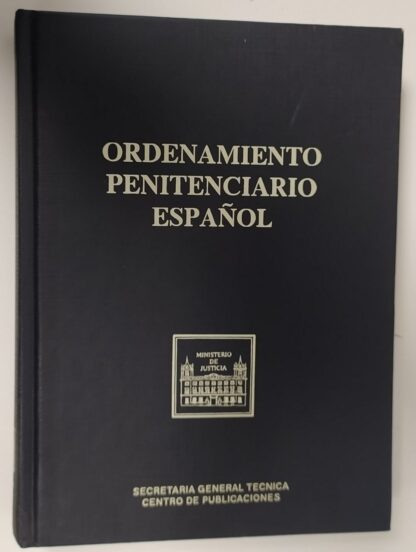 ORDENAMIENTO
PENITENCIARIO
ESPAÑOL
MINISTERIO
DE
JUSTICIA
SECRETARIA GENERAL TECNICA
CENTRO DE PUBLICACIONES